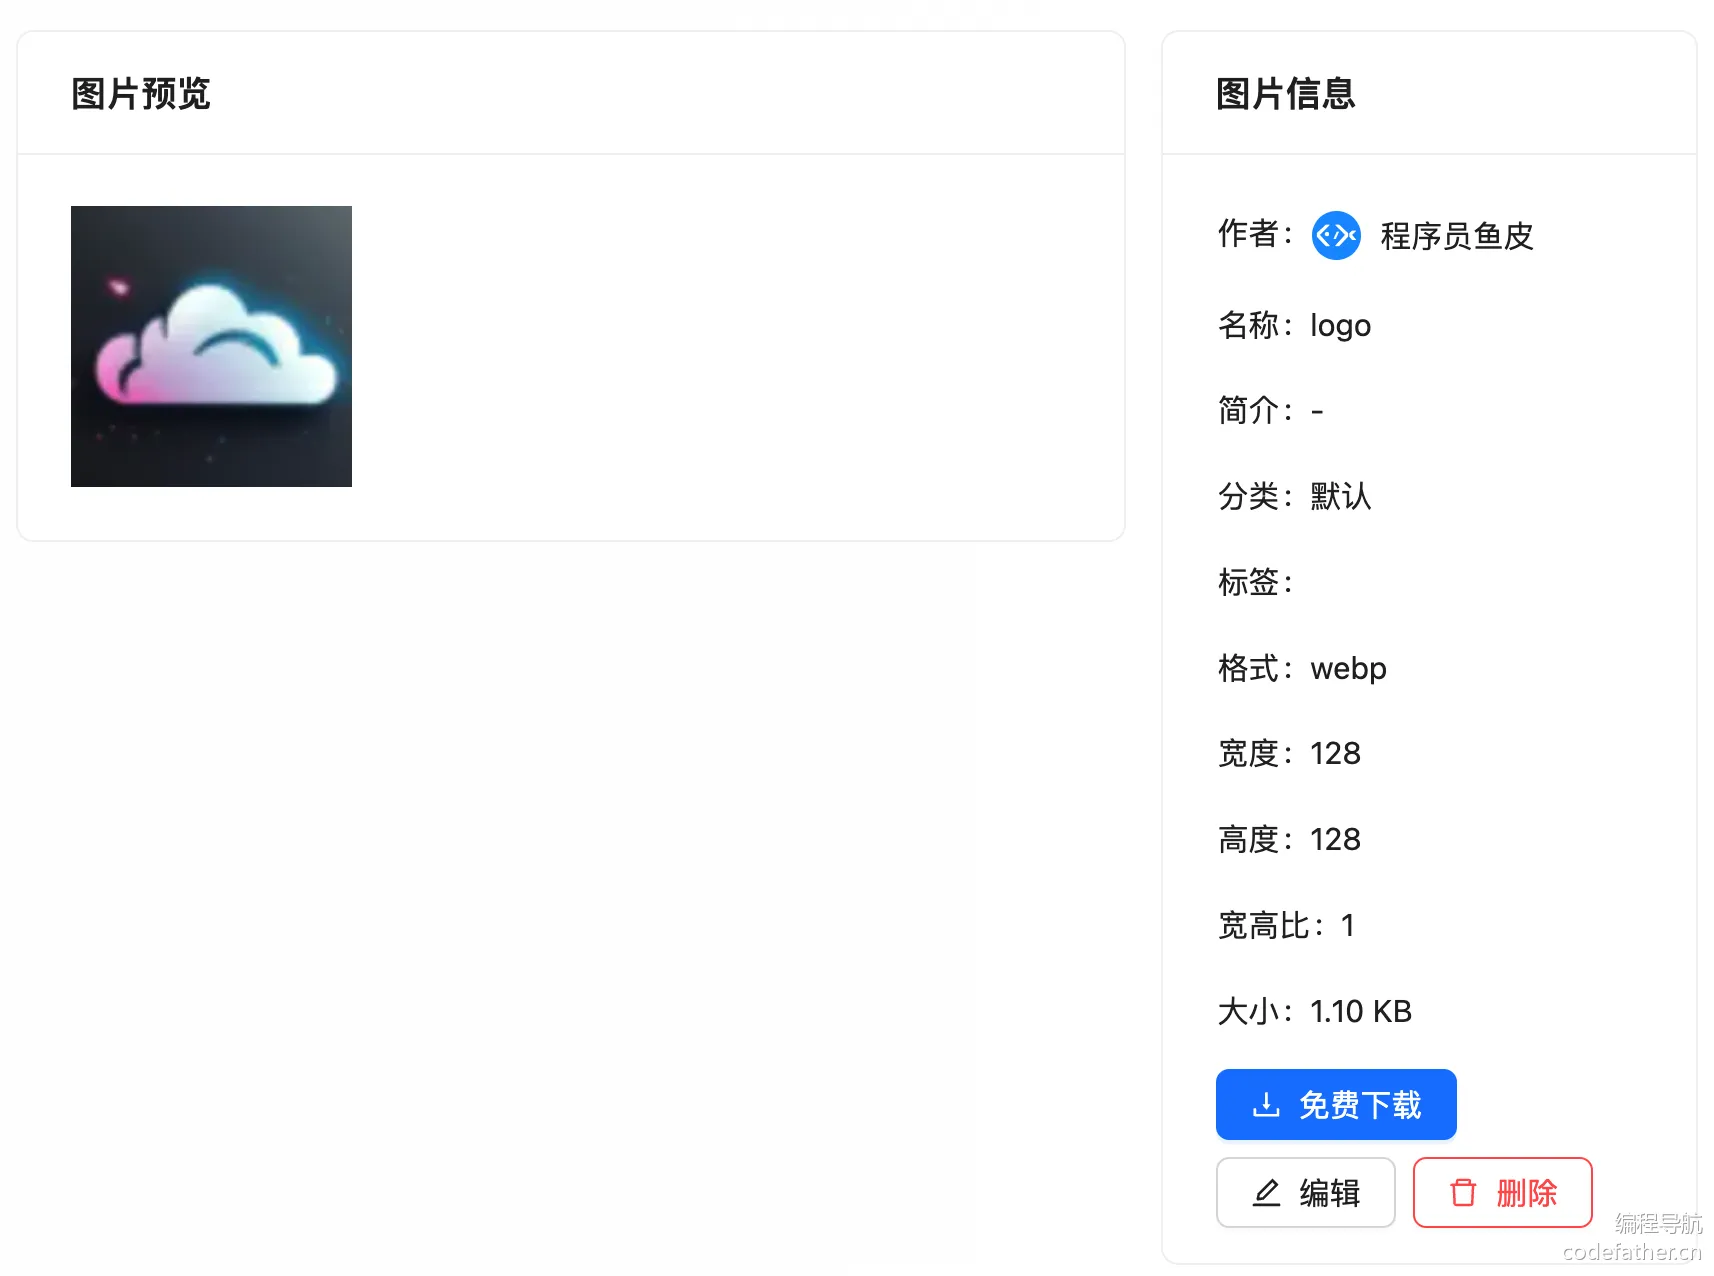 图片预览
图片信息
作者：程序员鱼皮
名称：logo
简介：-
分类：默认
标签：
格式：webp
宽度：128
高度：128
宽高比：1
大小：1.10 KB
免费下载
编辑
删除
编程导航
codefather.cn